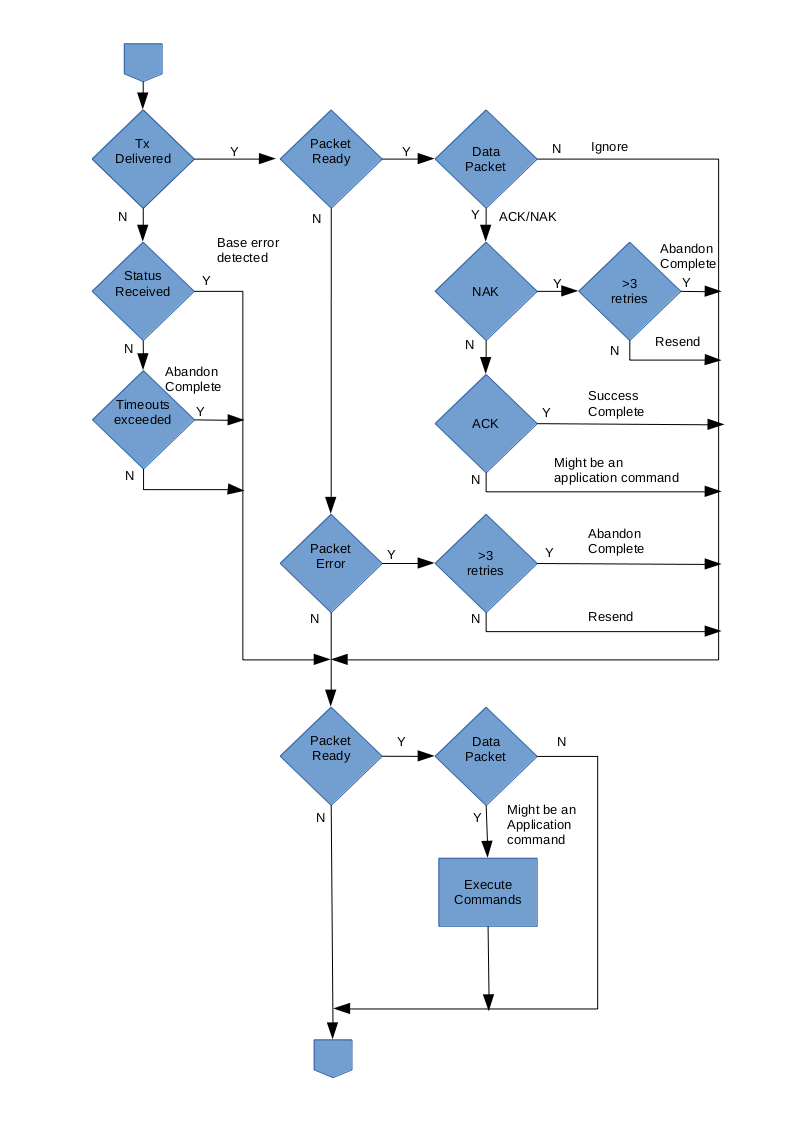 Tx
Delivered
Y
Packet
Ready
Y
Data
Packet
N
Ignore
N
N
Y
ACK/NAK
Base error
detected
Status
Received
Y
NAK
Y
>3
retries
Abandon
Complete
Y
N
Resend
N
N
Abandon
Complete
Timeouts
exceeded
Y
N
ACK
Y
Success
Complete
N
Might be an
application command
Packet
Error
Y
>3
retries
Y
Abandon
Complete
N
N
Resend
Packet
Ready
Y
Data
Packet
N
N
Y
Might be an
Application
command
Execute
Commands